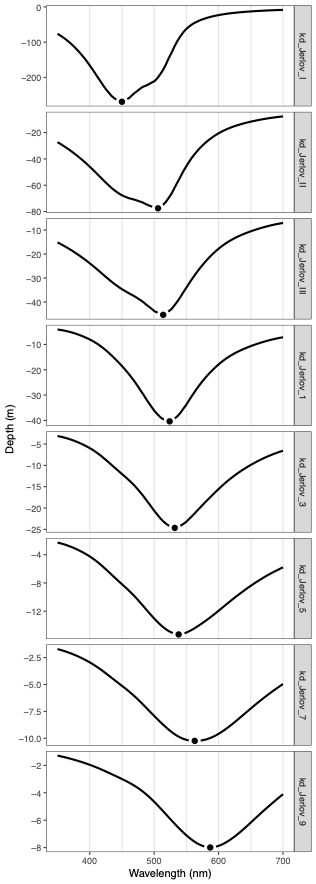 0
-100
-200
kd_Jerlov_I
-20
-40
-60
-80
kd_Jerlov_II
-10
-20
-30
-40
kd_Jerlov_III
-10
-20
-30
-40
kd_Jerlov_1
Depth (m)
-5
-10
-15
-20
-25
kd_Jerlov_3
-4
-8
-12
kd_Jerlov_5
-2.5
-5.0
-7.5
-10.0
kd_Jerlov_7
-2
-4
-6
-8
kd_Jerlov_9
400 500 600 700
Wavelength (nm)